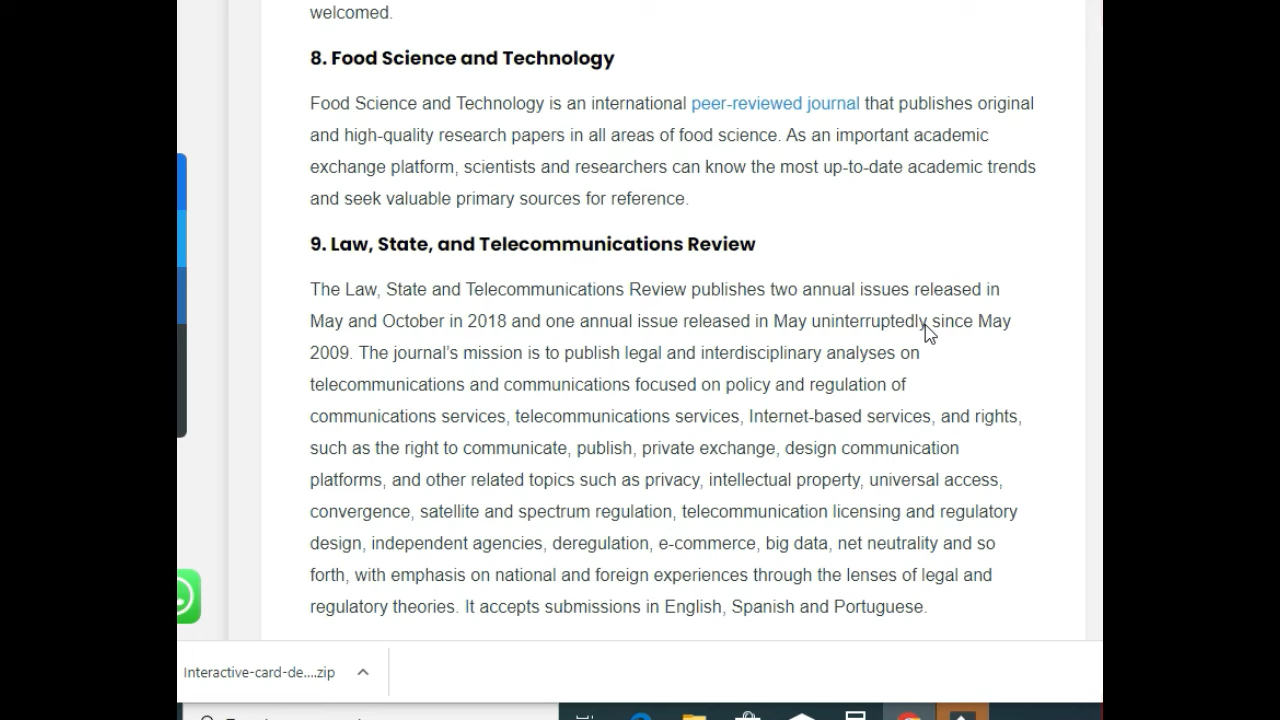 welcomed.
8. Food Science and Technology
Food Science and Technology is an international peer-reviewed journal that publishes original
and high-quality research papers in all areas of food science. As an important academic
exchange platform, scientists and researchers can know the most up-to-date academic trends
and seek valuable primary sources for reference.
9. Law, State, and Telecommunications Review
The Law, State and Telecommunications Review publishes two annual issues released in
May and October in 2018 and one annual issue released in May uninterruptedly since May
2009. The journal's mission is to publish legal and interdisciplinary analyses on
telecommunications and communications focused on policy and regulation of
communications services, telecommunications services, Internet-based services, and rights,
such as the right to communicate, publish, private exchange, design communication
platforms, and other related topics such as privacy, intellectual property, universal access,
convergence, satellite and spectrum regulation, telecommunication licensing and regulatory
design, independent agencies, deregulation, e-commerce, big data, net neutrality and so
forth, with emphasis on national and foreign experiences through the lenses of legal and
regulatory theories. It accepts submissions in English, Spanish and Portuguese.
Interactive-card-de....zip